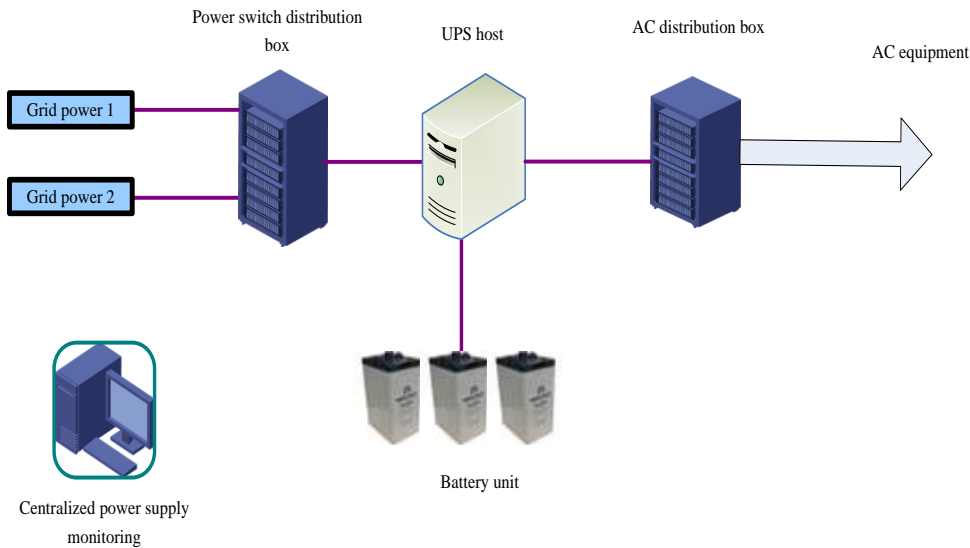 Power switch distribution
box
UPS host
AC distribution box
AC equipment
Grid power 1
Grid power 2
Battery unit
Centralized power supply
monitoring